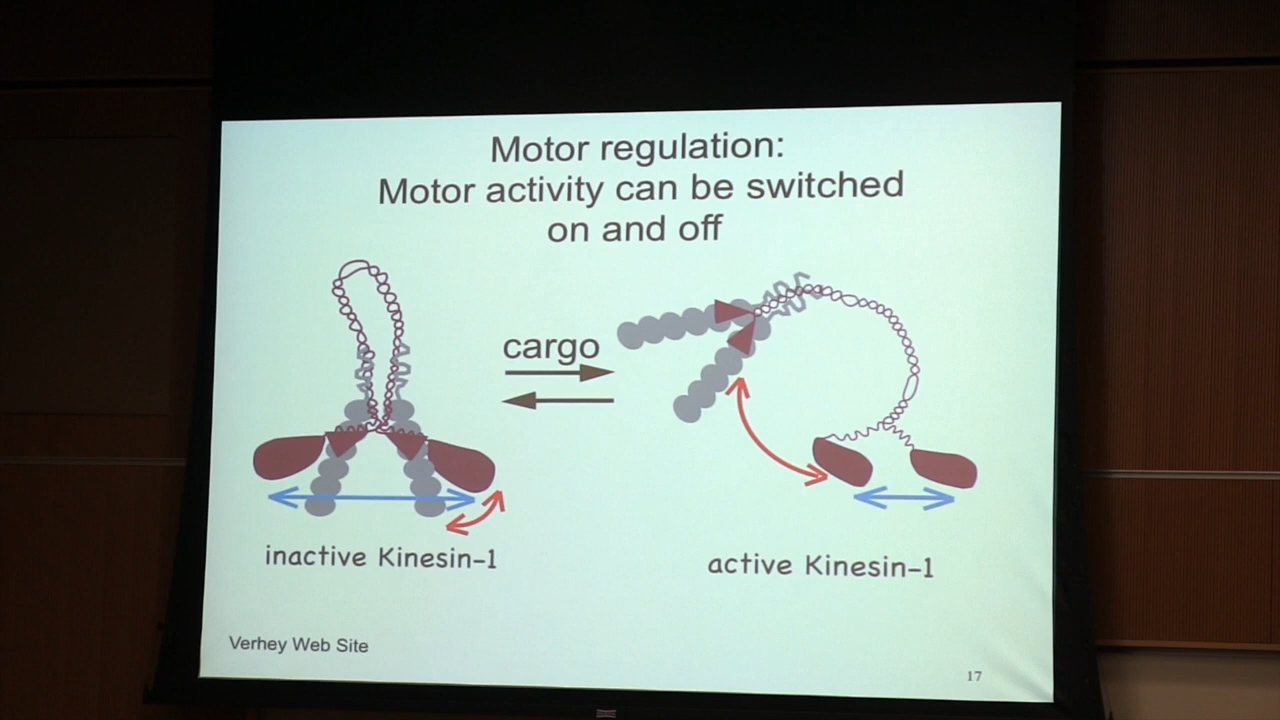 Motor regulation:
Motor activity can be switched
on and off
cargo
inactive Kinesin-1
active Kinesin-1
Verhey Web Site
17